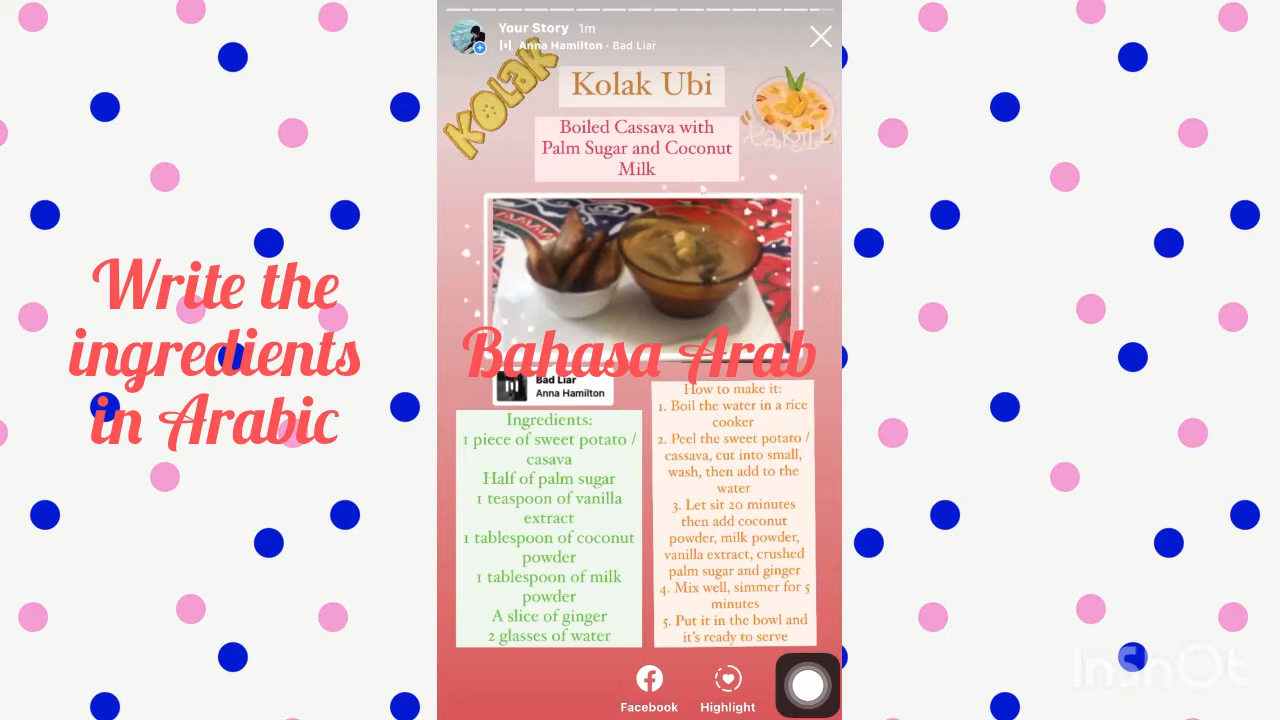 Your Story 1m
Anna Hamilton · Bad Liar
KOLAK
Kolak Ubi
Boiled Cassava with
Palm Sugar and Coconut
Milk
takjil
Write the
ingredients
in Arabic
Bahasa Arab
Bad Liar
Anna Hamilton
Ingredients:
1 piece of sweet potato /
casava
Half of palm sugar
1 teaspoon of vanilla
extract
1 tablespoon of coconut
powder
1 tablespoon of milk
powder
A slice of ginger
2 glasses of water
How to make it:
1. Boil the water in a rice
cooker
2. Peel the sweet potato /
cassava, cut into small,
wash, then add to the
water
3. Let sit 20 minutes
then add coconut
powder, milk powder,
vanilla extract, crushed
palm sugar and ginger
4. Mix well, simmer for 5
minutes
5. Put it in the bowl and
it's ready to serve
Facebook
Highlight
InShOt